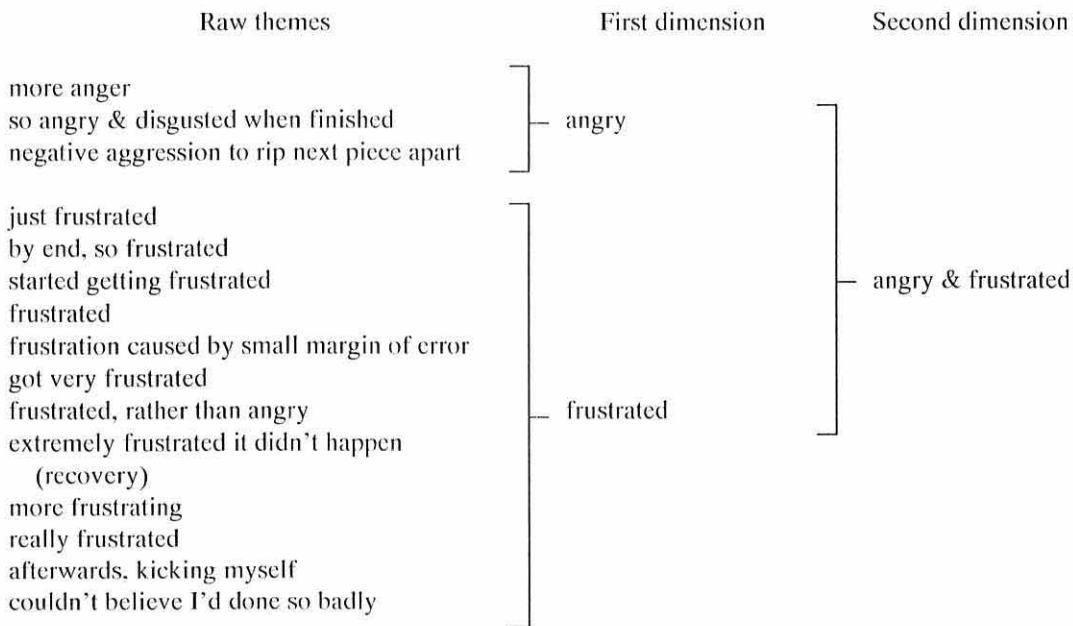 Raw themes First dimension Second dimension
more anger
so angry & disgusted when finished
angry
negative aggression to rip next piece apart
just frustrated
by end, so frustrated
started getting frustrated
angry & frustrated
frustrated
frustration caused by small margin of error
got very frustrated
frustrated, rather than angry
frustrated
extremely frustrated it didn't happen
(recovery)
more frustrating
really frustrated
afterwards, kicking myself
couldn't believe I'd done so badly